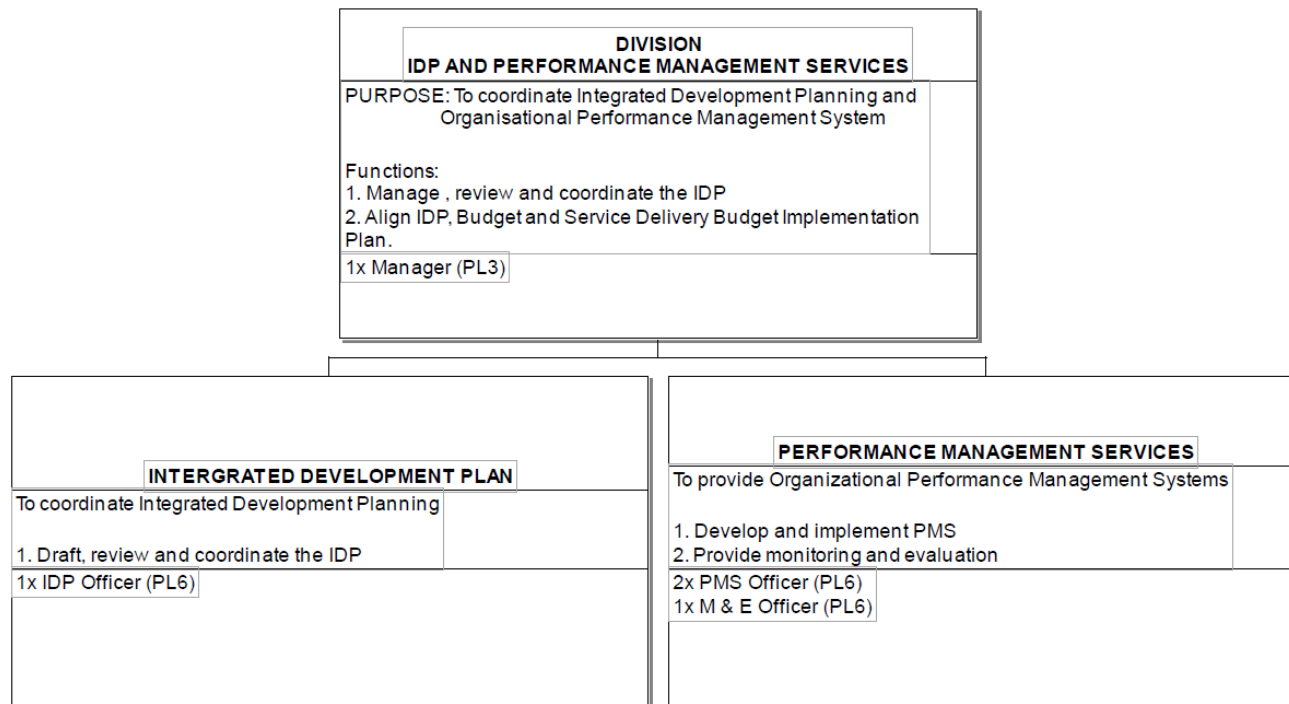 DIVISION
IDP AND PERFORMANCE MANAGEMENT SERVICES
PURPOSE: To coordinate Integrated Development Planning and
Organisational Performance Management System
Functions:
1. Manage , review and coordinate the IDP
2. Align IDP, Budget and Service Delivery Budget Implementation
Plan.
1x Manager (PL3)
INTERGRATED DEVELOPMENT PLAN
To coordinate Integrated Development Planning
1. Draft, review and coordinate the IDP
1x IDP Officer (PL6)
PERFORMANCE MANAGEMENT SERVICES
To provide Organizational Performance Management Systems
1. Develop and implement PMS
2. Provide monitoring and evaluation
2x PMS Officer (PL6)
1x M & E Officer (PL6)